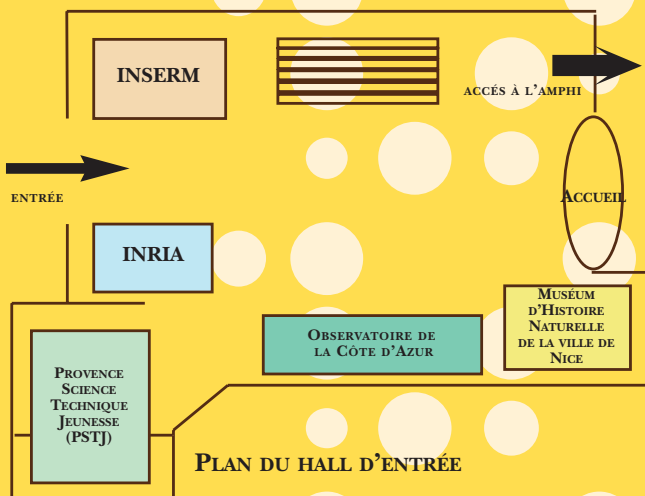 INSERM
ACCÉS À L'AMPHI
ENTRÉE
ACCUEIL
INRIA
MUSÉUM
D'HISTOIRE
NATURELLE
DE LA VILLE DE
NICE
OBSERVATOIRE DE
LA CÔTE D'AZUR
PROVENCE
SCIENCE
TECHNIQUE
JEUNESSE
(PSTJ)
PLAN DU HALL D'ENTRÉE